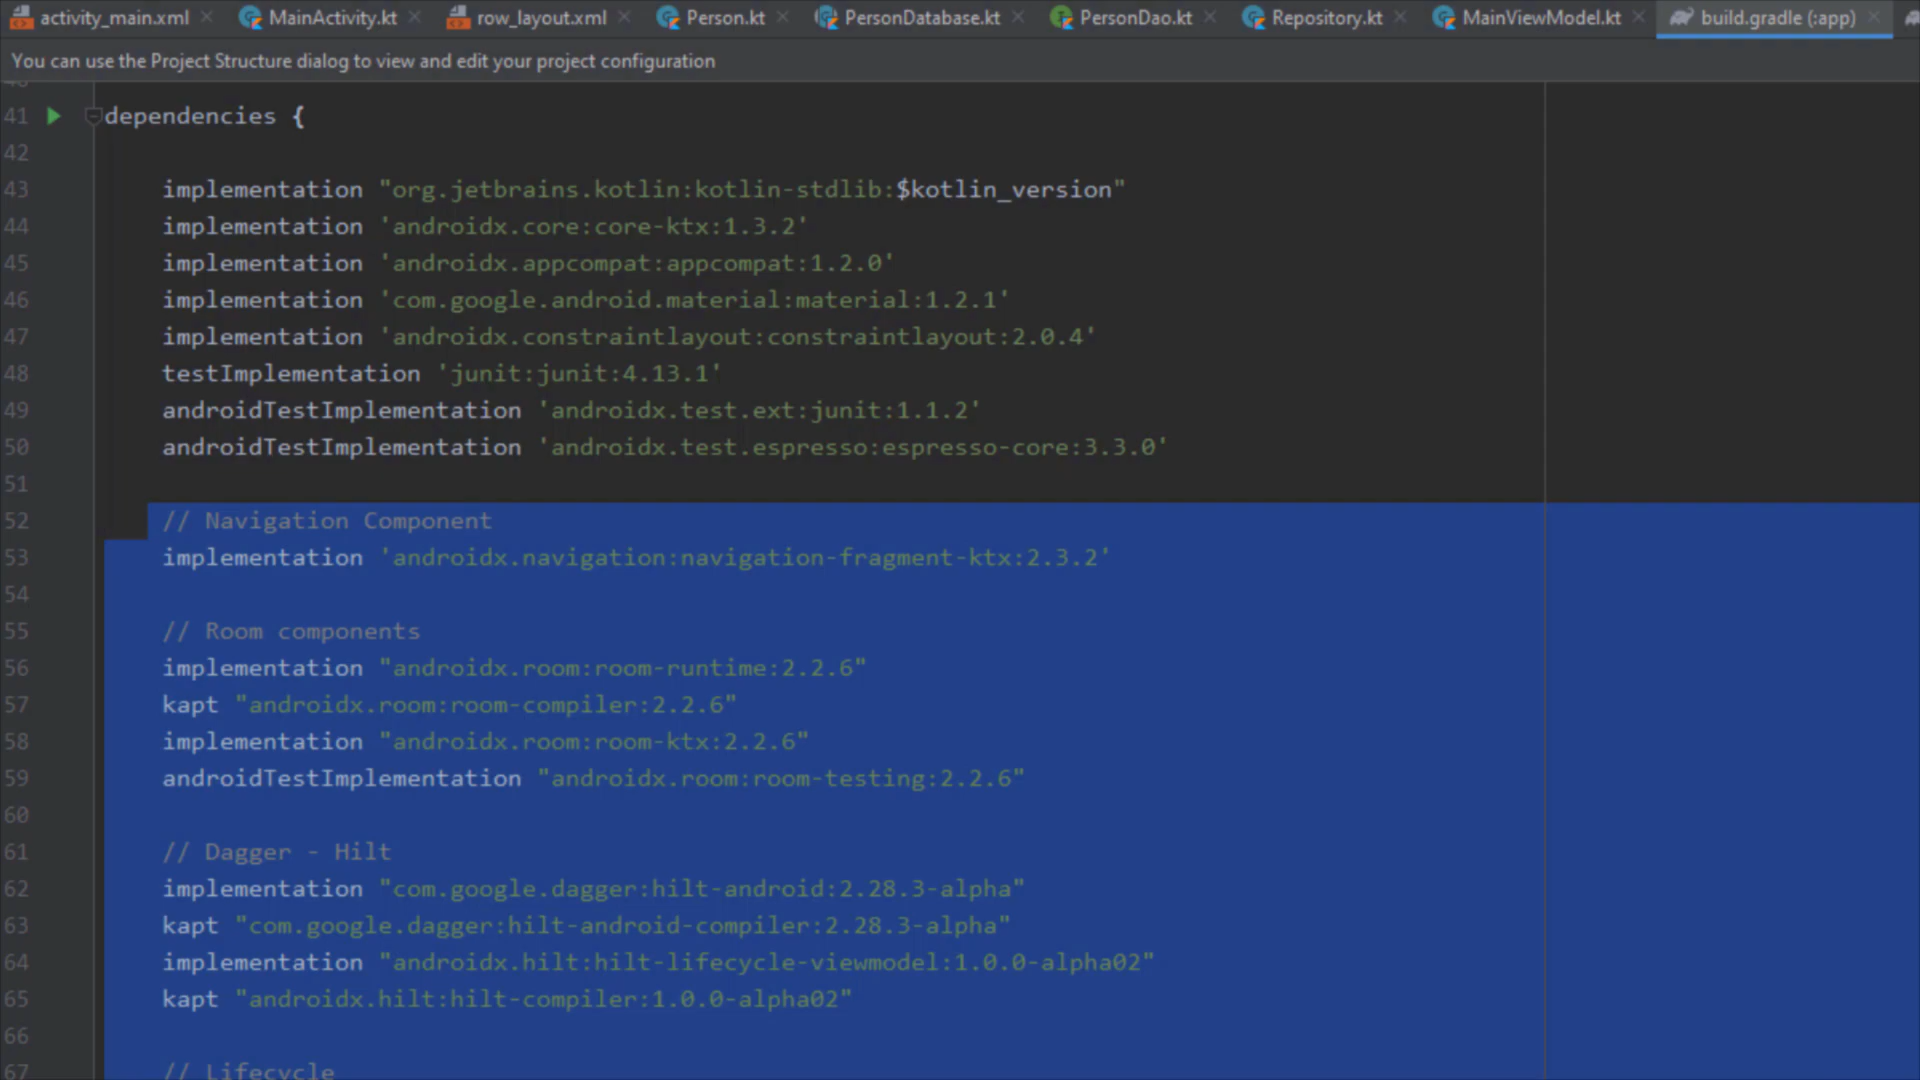 activity_main.xml MainActivity.kt row_layout.xml Person.kt PersonDatabase.kt PersonDao.kt Repository.kt MainViewModel.kt build.gradle (:app)
You can use the Project Structure dialog to view and edit your project configuration
41 dependencies {
42
43 implementation "org.jetbrains.kotlin:kotlin-stdlib:$kotlin_version"
44 implementation 'androidx.core:core-ktx:1.3.2'
45 implementation 'androidx.appcompat:appcompat:1.2.0'
46 implementation 'com.google.android.material:material:1.2.1'
47 implementation 'androidx.constraintlayout:constraintlayout:2.0.4'
48 testImplementation 'junit:junit:4.13.1'
49 androidTestImplementation 'androidx.test.ext:junit:1.1.2'
50 androidTestImplementation 'androidx.test.espresso:espresso-core:3.3.0'
51
52 // Navigation Component
53 implementation 'androidx.navigation:navigation-fragment-ktx:2.3.2'
54
55 // Room components
56 implementation "androidx.room:room-runtime:2.2.6"
57 kapt "androidx.room:room-compiler:2.2.6"
58 implementation "androidx.room:room-ktx:2.2.6"
59 androidTestImplementation "androidx.room:room-testing:2.2.6"
60
61 // Dagger - Hilt
62 implementation "com.google.dagger:hilt-android:2.28.3-alpha"
63 kapt "com.google.dagger:hilt-android-compiler:2.28.3-alpha"
64 implementation "androidx.hilt:hilt-lifecycle-viewmodel:1.0.0-alpha02"
65 kapt "androidx.hilt:hilt-compiler:1.0.0-alpha02"
66
67 // Lifecycle